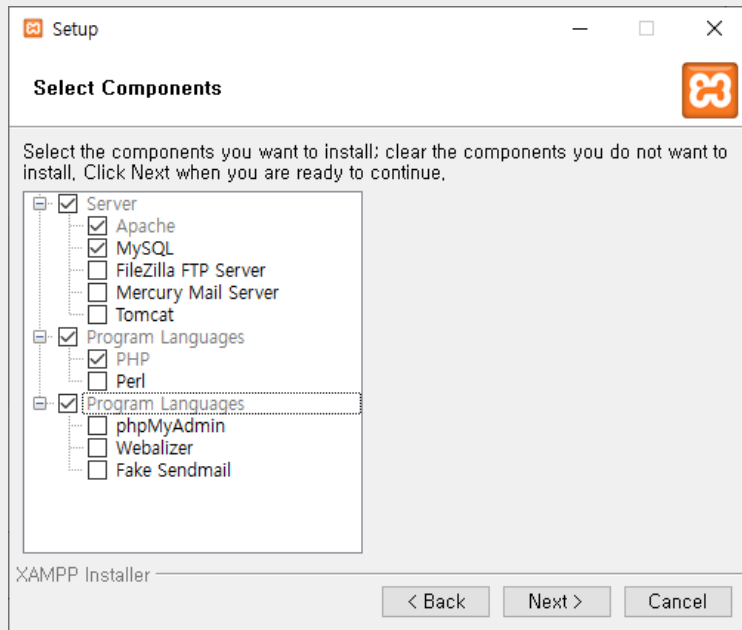 Setup
Select Components
Select the components you want to install; clear the components you do not want to
install, Click Next when you are ready to continue,
Server
Apache
MySQL
FileZilla FTP Server
Mercury Mail Server
Tomcat
Program Languages
PHP
Perl
Program Languages
phpMyAdmin
Webalizer
Fake Sendmail
XAMPP Installer
< Back
Next >
Cancel